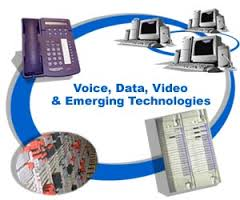 Voice, Data, Video
& Emerging Technologies